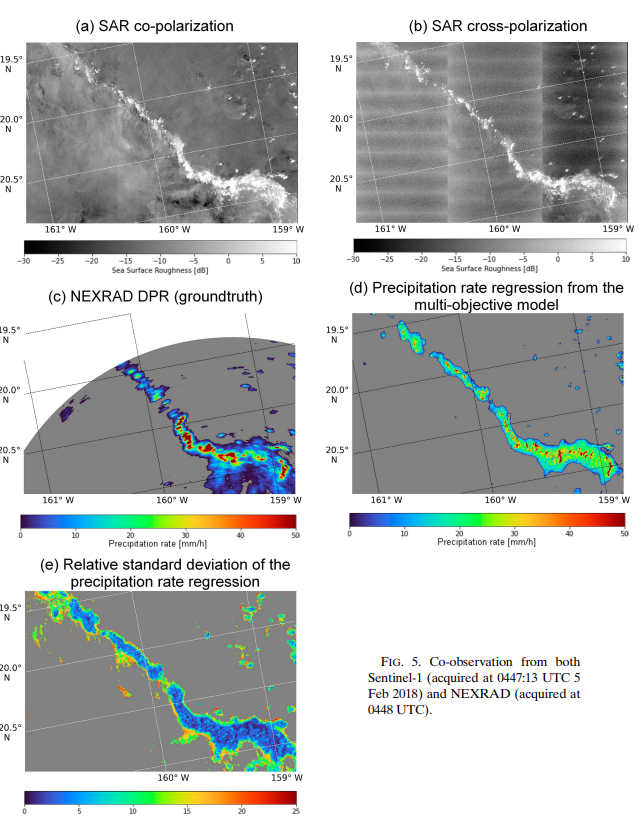 (a) SAR co-polarization
(b) SAR cross-polarization
19.5°
N
20.0°
N
20.5°
N
161° W 160° W 159° W
-30 -25 -20 -15 -10 -5 0 5 10
Sea Surface Roughness [dB]
161° W 160° W 159° W
-30 -25 -20 -15 -10 -5 0 5 10
Sea Surface Roughness [dB]
(c) NEXRAD DPR (groundtruth)
19.5°
N
20.0°
N
20.5°
N
161° W 160° W 159° W
0 10 20 30 40 50
Precipitation rate [mm/h]
(d) Precipitation rate regression from the
multi-objective model
19.5°
N
20.0°
N
20.5°
N
161° W 160° W 159° W
0 10 20 30 40 50
Precipitation rate [mm/h]
(e) Relative standard deviation of the
precipitation rate regression
19.5°
N
20.0°
N
20.5°
N
160° W 159° W
0 5 10 15 20 25
FIG. 5. Co-observation from both
Sentinel-1 (acquired at 0447:13 UTC 5
Feb 2018) and NEXRAD (acquired at
0448 UTC).